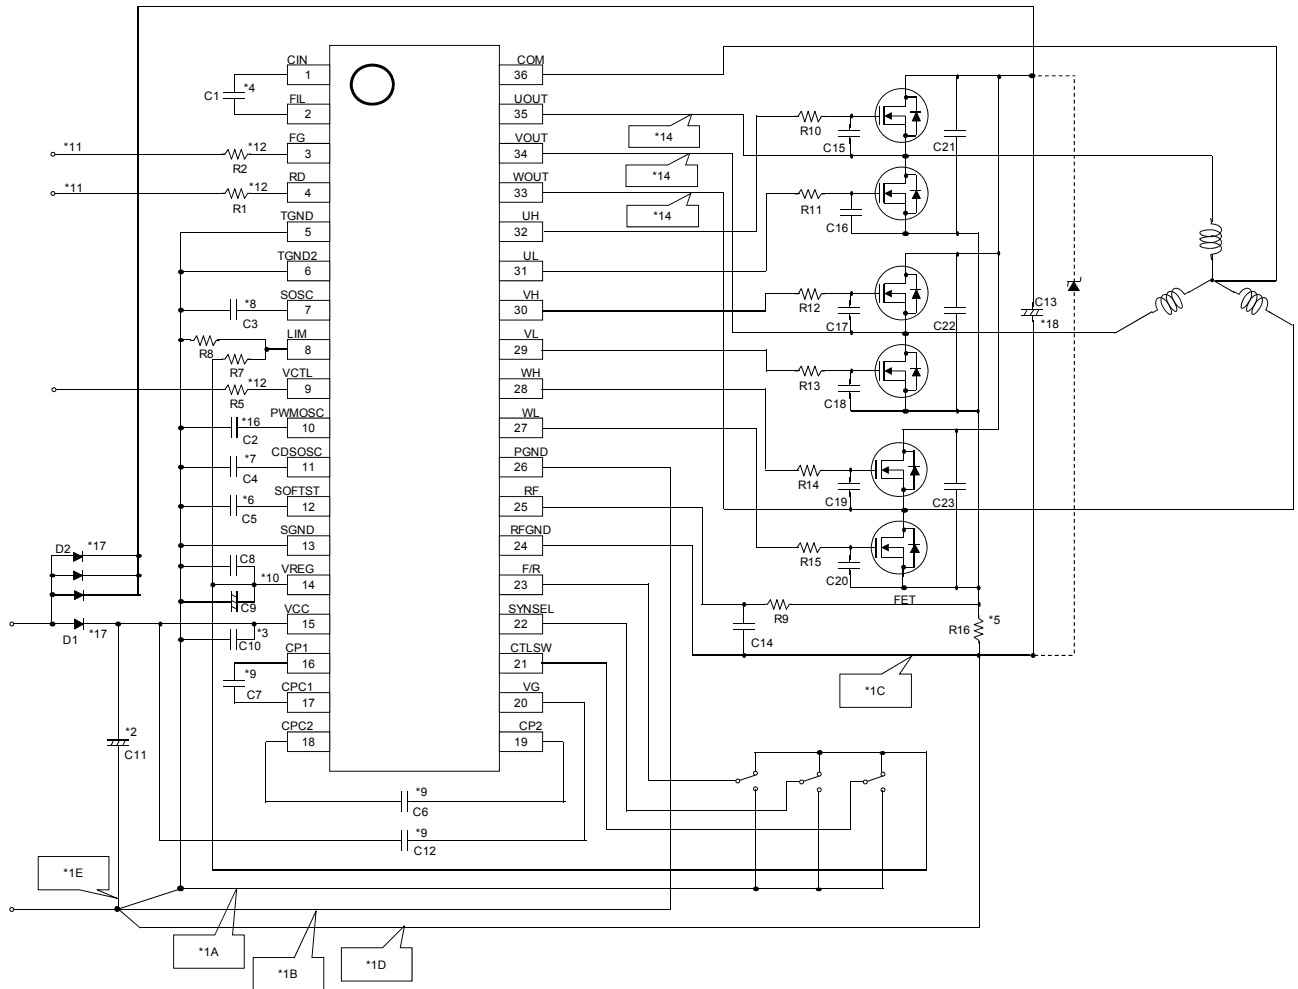 CIN
1
COM
36
C1
*4
FIL
2
UOUT
35
*11
R2
*12
FG
3
*14
VOUT
34
*11
R1
*12
RD
4
*14
WOUT
33
*14
TGND
5
UH
32
TGND2
6
UL
31
*8
C3
SOSC
7
VH
30
R8
R7
LIM
8
VL
29
R5
*12
VCTL
9
WH
28
*16
C2
PWMOSC
10
WL
27
*7
C4
CDSOSC
11
PGND
26
*6
C5
SOFTST
12
RF
25
SGND
13
RFGND
24
C8
*10
C9
VREG
14
F/R
23
D2
*17
D1
*17
*3
C10
VCC
15
SYNSEL
22
CP1
16
CTLSW
21
*9
C7
CPC1
17
VG
20
CPC2
18
CP2
19
*2
C11
*9
C6
*9
C12
R10
C15
C21
R11
C16
R12
C17
C22
C13
*18
R13
C18
R14
C19
C23
R15
C20
FET
R9
C14
R16
*5
*1C
*1E
*1A
*1B
*1D